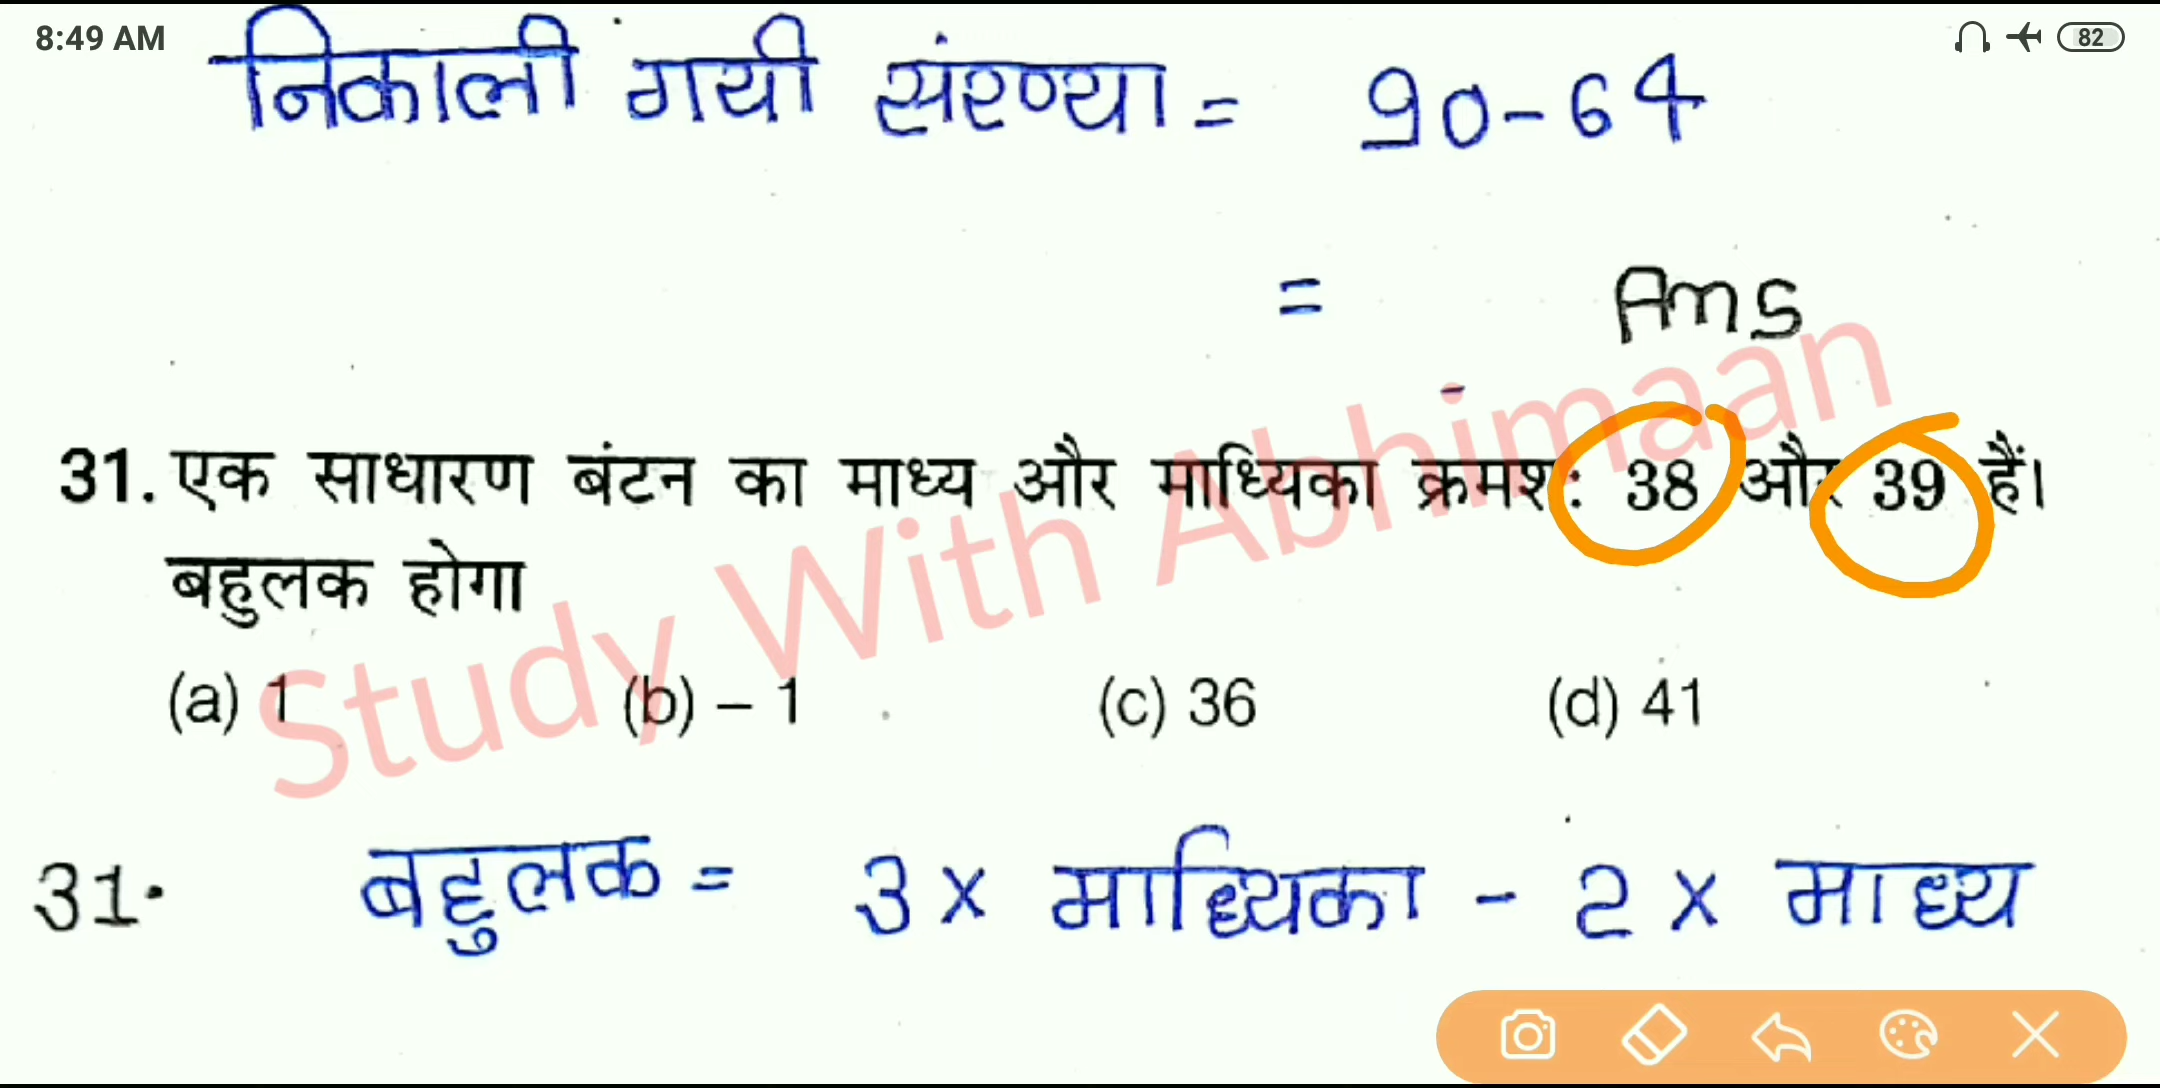 8:49 AM
82
निकाली गयी संख्या = 90-64
= Ans
31. एक साधारण बंटन का माध्य और माध्यिका क्रमशः 38 और 39 हैं।
बहुलक होगा
(a) 1 (b) – 1 (c) 36 (d) 41
Study With Abhimaan
31. बहुलक = 3 x माध्यिका - 2 x माध्य